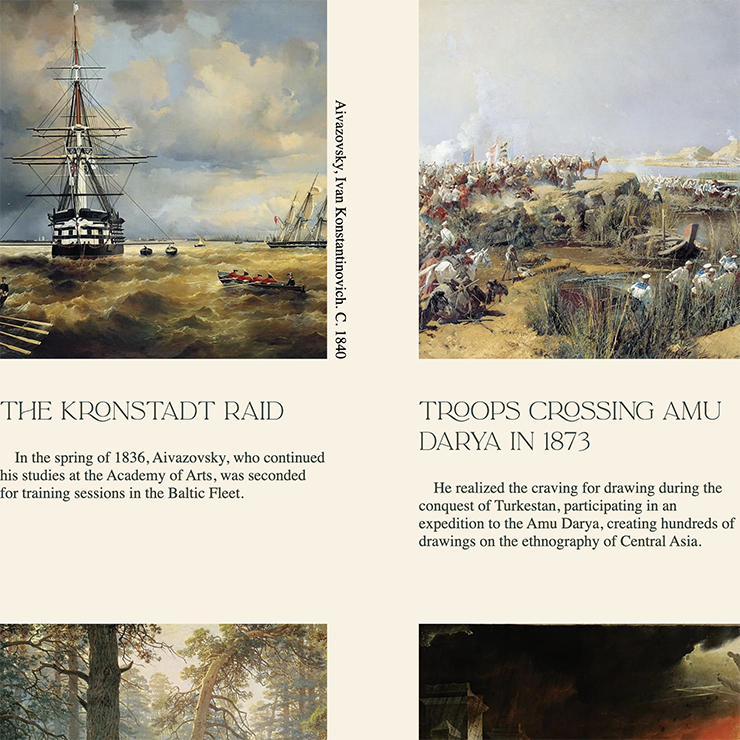 Aivazovsky, Ivan Konstantinovich. C. 1840
THE KRONSTADT RAID
In the spring of 1836, Aivazovsky, who continued
his studies at the Academy of Arts, was seconded
for training sessions in the Baltic Fleet.
TROOPS CROSSING AMU
DARYA IN 1873
He realized the craving for drawing during the
conquest of Turkestan, participating in an
expedition to the Amu Darya, creating hundreds of
drawings on the ethnography of Central Asia.